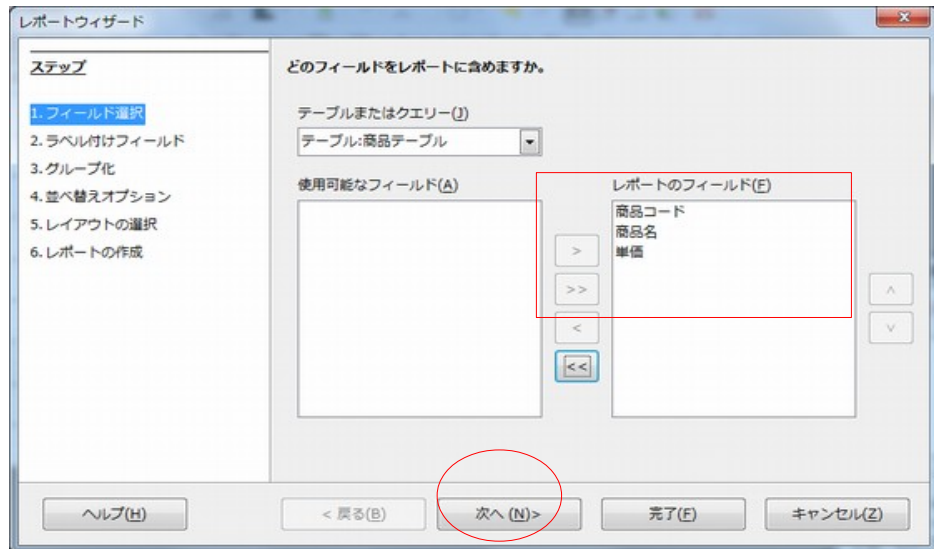 レポートウィザード
ステップ
1.フィールド選択
2.ラベル付けフィールド
3.グループ化
4.並べ替えオプション
5.レイアウトの選択
6.レポートの作成
どのフィールドをレポートに含めますか。
テーブルまたはクエリー(J)
テーブル:商品テーブル
使用可能なフィールド(A)
レポートのフィールド(F)
商品コード
商品名
単価
>
>>
<
<<
∧
∨
ヘルプ(H)
< 戻る(B)
次へ (N)>
完了(F)
キャンセル(Z)